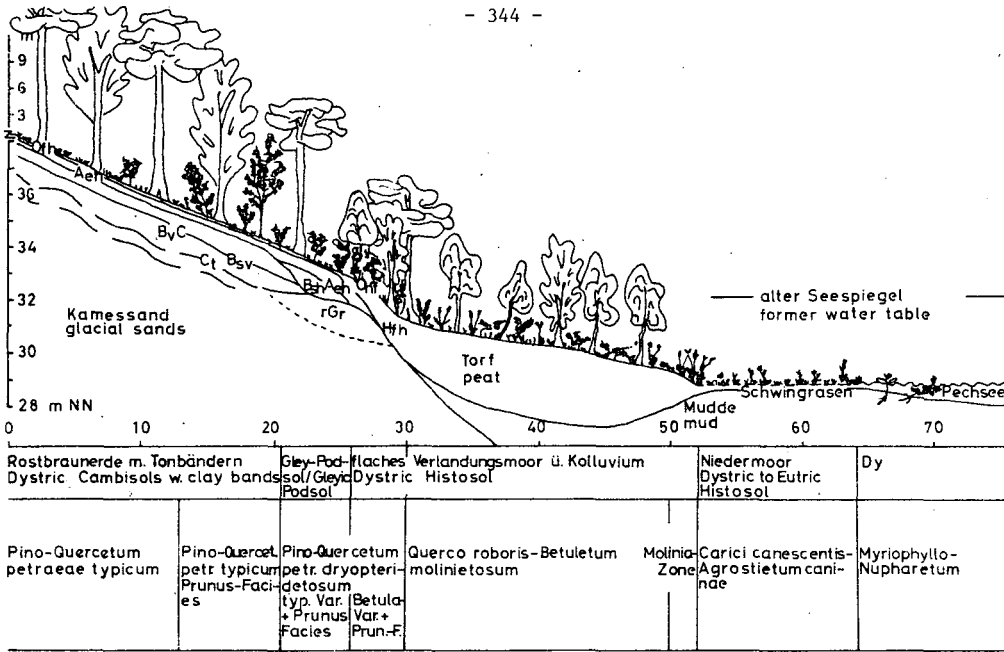 - 344 -
m
9
6
3
Ofh
Aeh
36
34
32
30
28 m NN
BvC
Ct Bsv
Bsh Aeh Ohf
rGr
Hfh
Kamessand
glacial sands
Torf
peat
alter Seespiegel
former water table
Schwingrasen
Pechsee
Mudde
mud
0 10 20 30 40 50 60 70
Rostbraunerde m. Tonbändern
Dystric Cambisols w. clay bands
Gley-Pod-
sol/Gleyic
Podsol
flaches Verlandungsmoor ü. Kolluvium
Dystric Histosol
Niedermoor
Dystric to Eutric
Histosol
Dy
Pino-Quercetum
petraeae typicum
Pino-Quercet.
petr. typicum
Prunus-Faci-
es
Pino-Quercetum
petr. dryopteri-
detosum
typ. Var.
+ Prunus
Facies
Betula-
Var.+
Prun.-F.
Querco roboris-Betuletum
molinietosum
Molinia-
Zone
Carici canescentis-
Agrostietum cani-
nae
Myriophyllo-
Nupharetum